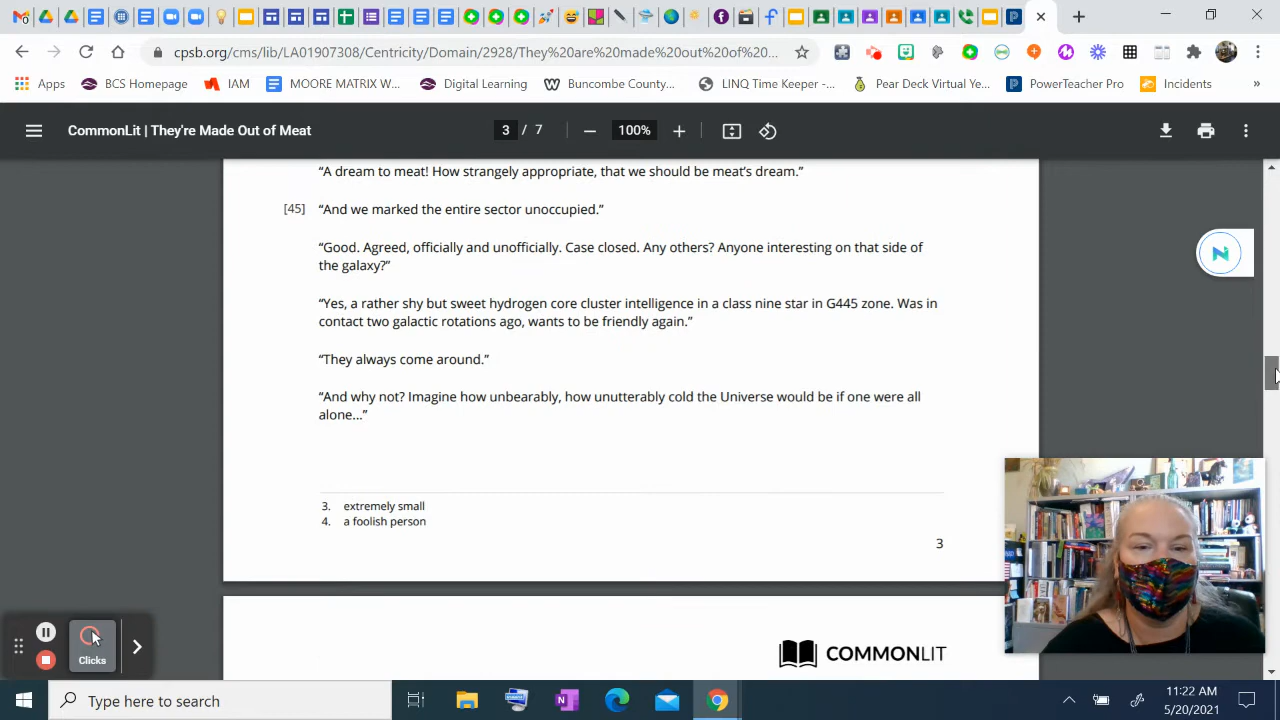 cpsb.org/cms/lib/LA01907308/Centricity/Domain/2928/They%20are%20made%20out%20of%20...
Apps
BCS Homepage
IAM
MOORE MATRIX W...
Digital Learning
Buncombe County...
LINQ Time Keeper -...
Pear Deck Virtual Ye...
PowerTeacher Pro
Incidents
»
CommonLit | They're Made Out of Meat
3 / 7
100%
“A dream to meat! How strangely appropriate, that we should be meat’s dream.”
[45] “And we marked the entire sector unoccupied.”
“Good. Agreed, officially and unofficially. Case closed. Any others? Anyone interesting on that side of
the galaxy?”
“Yes, a rather shy but sweet hydrogen core cluster intelligence in a class nine star in G445 zone. Was in
contact two galactic rotations ago, wants to be friendly again.”
“They always come around.”
“And why not? Imagine how unbearably, how unutterably cold the Universe would be if one were all
alone...”
3. extremely small
4. a foolish person
3
COMMONLIT
Clicks
Type here to search
11:22 AM
5/20/2021